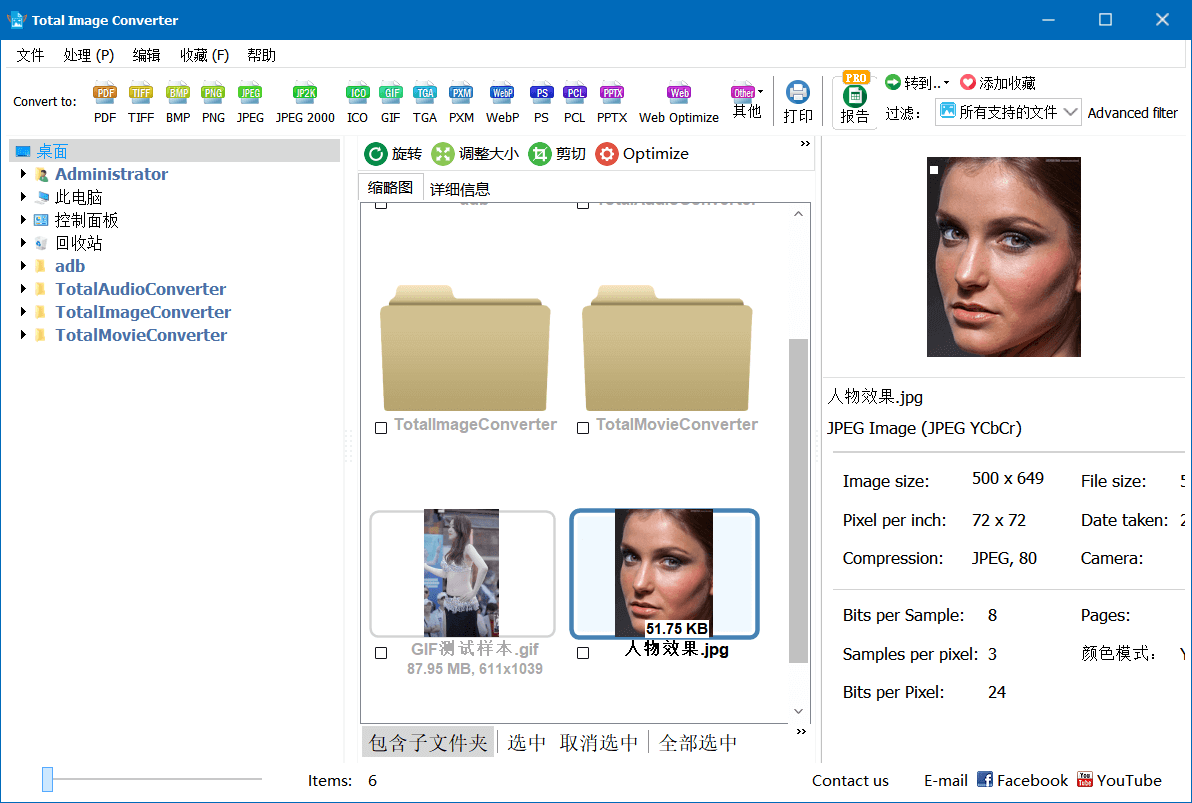 Total Image Converter
文件 处理 (P) 编辑 收藏 (F) 帮助
Convert to:
PDF TIFF BMP PNG JPEG JP2K ICO GIF TGA PXM WebP PS PCL PPTX Web Other
PDF TIFF BMP PNG JPEG JPEG 2000 ICO GIF TGA PXM WebP PS PCL PPTX Web Optimize 其他
打印
PRO
报告
转到.. 添加收藏
过滤: 所有支持的文件 Advanced filter
桌面
Administrator
此电脑
控制面板
回收站
adb
TotalAudioConverter
TotalImageConverter
TotalMovieConverter
旋转 调整大小 剪切 Optimize
缩略图 详细信息
adb TotalAudioConverter
TotalImageConverter TotalMovieConverter
51.75 KB
GIF测试样本.gif 人物效果.jpg
87.95 MB, 611x1039
包含子文件夹 选中 取消选中 全部选中
人物效果.jpg
JPEG Image (JPEG YCbCr)
Image size: 500 x 649 File size:
Pixel per inch: 72 x 72 Date taken: 2
Compression: JPEG, 80 Camera:
Bits per Sample: 8 Pages:
Samples per pixel: 3 颜色模式: Y
Bits per Pixel: 24
Items: 6
Contact us E-mail Facebook YouTube